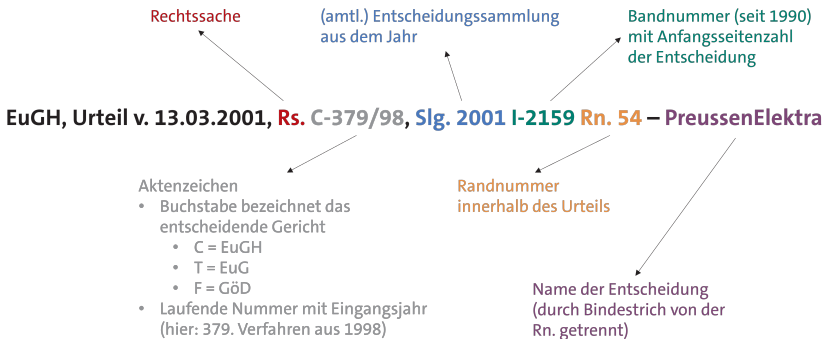 Rechtssache
(amtl.) Entscheidungssammlung
aus dem Jahr
Bandnummer (seit 1990)
mit Anfangsseitenzahl
der Entscheidung
EuGH, Urteil v. 13.03.2001, Rs. C-379/98, Slg. 2001 I-2159 Rn. 54 – PreussenElektra
Aktenzeichen
• Buchstabe bezeichnet das
entscheidende Gericht
• C = EuGH
• T = EuG
• F = GöD
• Laufende Nummer mit Eingangsjahr
(hier: 379. Verfahren aus 1998)
Randnummer
innerhalb des Urteils
Name der Entscheidung
(durch Bindestrich von der
Rn. getrennt)